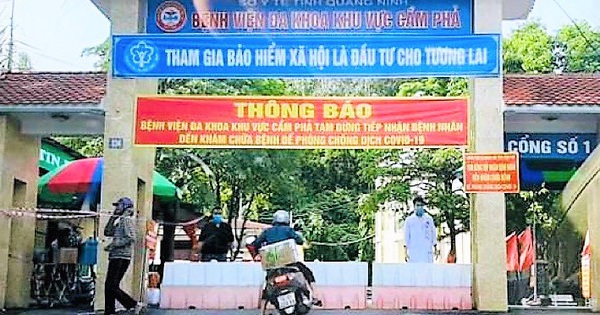 SỞ Y TẾ TỈNH QUẢNG NINH
BỆNH VIỆN ĐA KHOA KHU VỰC CẨM PHẢ
THAM GIA BẢO HIỂM XÃ HỘI LÀ ĐẦU TƯ CHO TƯƠNG LAI
THÔNG BÁO
BỆNH VIỆN ĐA KHOA KHU VỰC CẨM PHẢ TẠM DỪNG TIẾP NHẬN BỆNH NHÂN
ĐẾN KHÁM CHỮA BỆNH ĐỂ PHÒNG CHỐNG DỊCH COVID-19
CỔNG SỐ 1